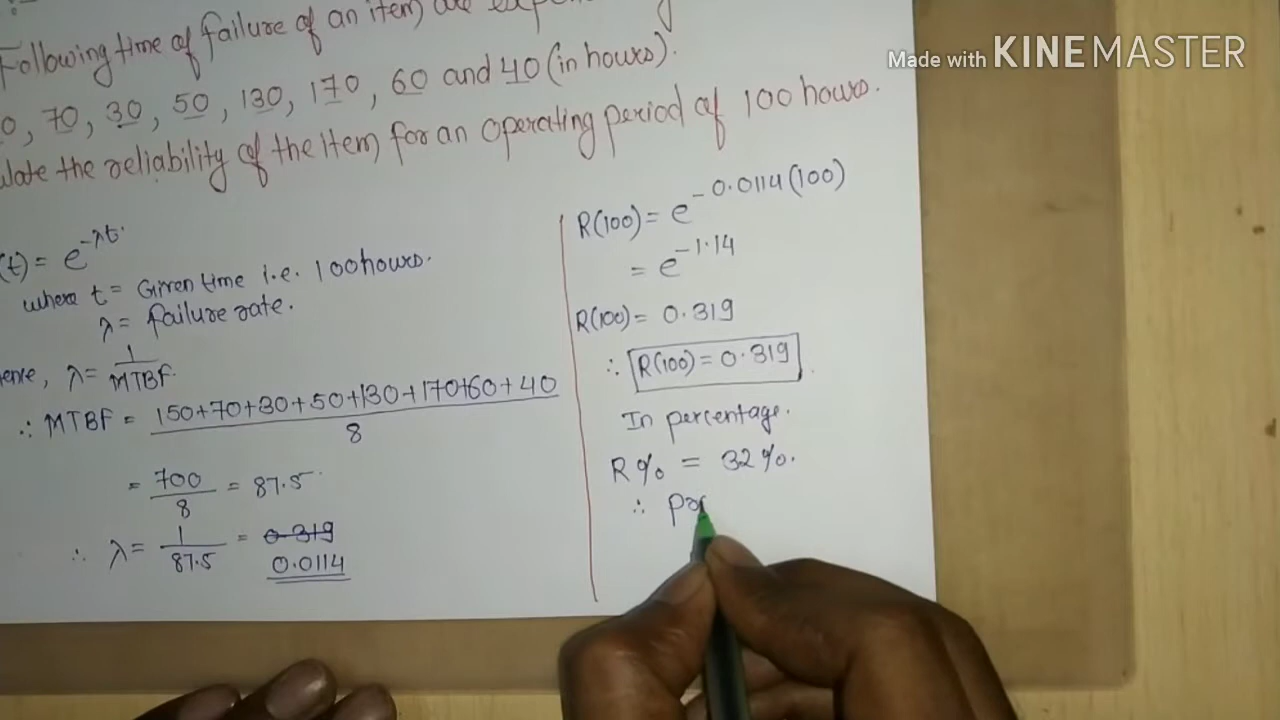 Following time of failure of an item are
0, 70, 30, 50, 130, 170, 60 and 40 (in hours).
ulate the reliability of the Item for an operating period of 100 hours.
(t) = e^-λt.
where t = Given time i.e. 100 hours.
λ = failure rate.
ence, λ = 1/MTBF.
∴ MTBF = 150+70+30+50+130+170+60+40 / 8
= 700/8 = 87.5
∴ λ = 1/87.5 = 0.319
0.0114
R(100) = e^-0.0114(100)
= e^-1.14
R(100) = 0.319
∴ R(100) = 0.319
In percentage.
R% = 32%.
∴ Po
Made with KINEMASTER